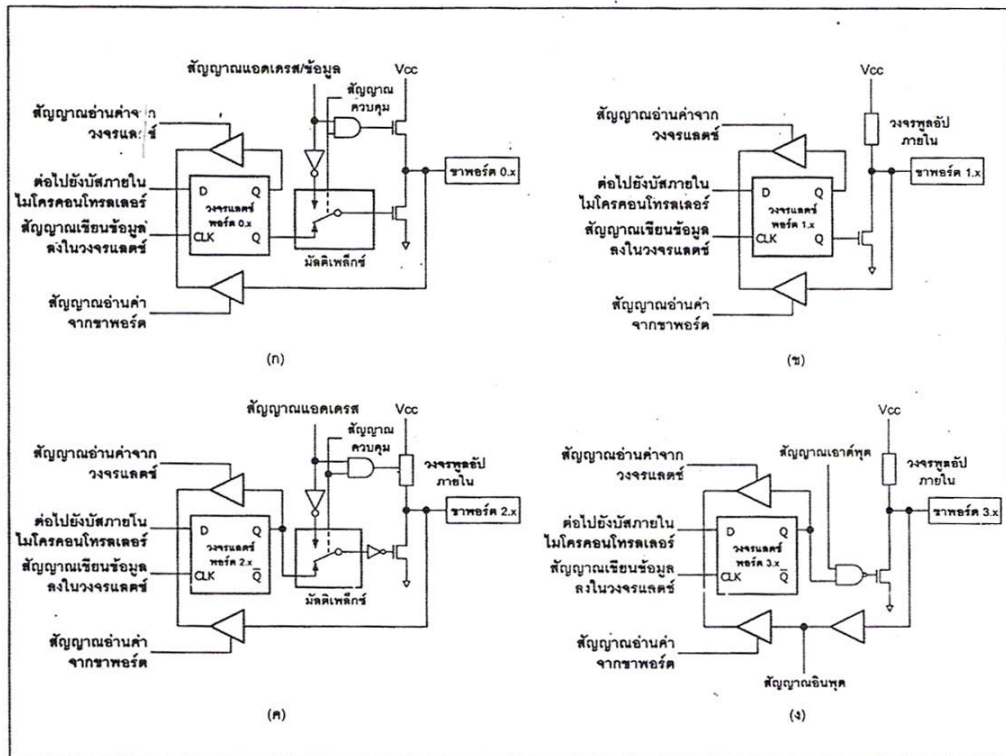 สัญญาณแอดเดรส/ข้อมูล
Vcc
สัญญาณ
ควบคุม
สัญญาณอ่านค่าจาก
วงจรแลตช์
ขาพอร์ต 0.x
ต่อไปยังบัสภายใน
ไมโครคอนโทรลเลอร์
D
Q
วงจรแลตช์
พอร์ต 0.x
สัญญาณเขียนข้อมูล
ลงในวงจรแลตช์
CLK
Q
มัลติเพล็กซ์
สัญญาณอ่านค่า
จากขาพอร์ต
(ก)
Vcc
สัญญาณอ่านค่าจาก
วงจรแลตช์
วงจรพูลอัป
ภายใน
ขาพอร์ต 1.x
ต่อไปยังบัสภายใน
ไมโครคอนโทรลเลอร์
D
Q
วงจรแลตช์
พอร์ต 1.x
สัญญาณเขียนข้อมูล
ลงในวงจรแลตช์
CLK
Q
สัญญาณอ่านค่า
จากขาพอร์ต
(ข)
สัญญาณแอดเดรส
Vcc
สัญญาณ
ควบคุม
สัญญาณอ่านค่าจาก
วงจรแลตช์
วงจรพูลอัป
ภายใน
ขาพอร์ต 2.x
ต่อไปยังบัสภายใน
ไมโครคอนโทรลเลอร์
D
Q
วงจรแลตช์
พอร์ต 2.x
สัญญาณเขียนข้อมูล
ลงในวงจรแลตช์
CLK
Q̅
มัลติเพล็กซ์
สัญญาณอ่านค่า
จากขาพอร์ต
(ค)
Vcc
สัญญาณเอาต์พุต
สัญญาณอ่านค่าจาก
วงจรแลตช์
วงจรพูลอัป
ภายใน
ขาพอร์ต 3.x
ต่อไปยังบัสภายใน
ไมโครคอนโทรลเลอร์
D
Q
วงจรแลตช์
พอร์ต 3.x
สัญญาณเขียนข้อมูล
ลงในวงจรแลตช์
CLK
Q̅
สัญญาณอ่านค่า
จากขาพอร์ต
สัญญาณอินพุต
(ง)